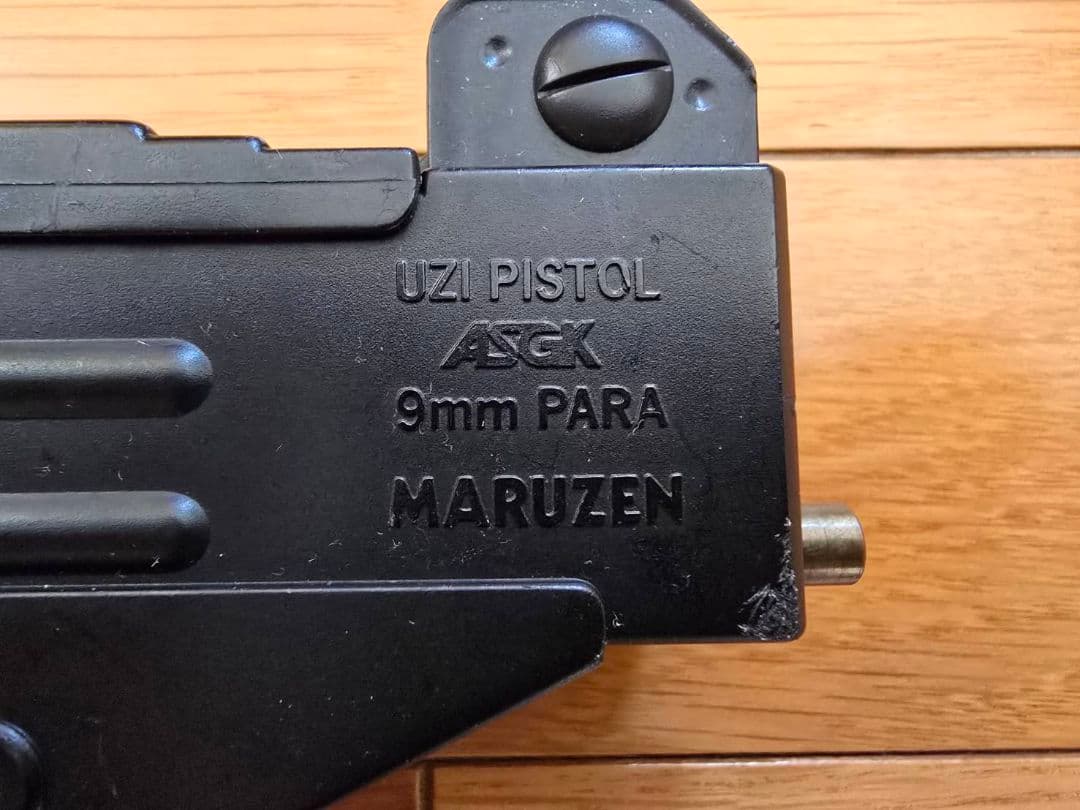 UZI PISTOL
ASGK
9mm PARA
MARUZEN